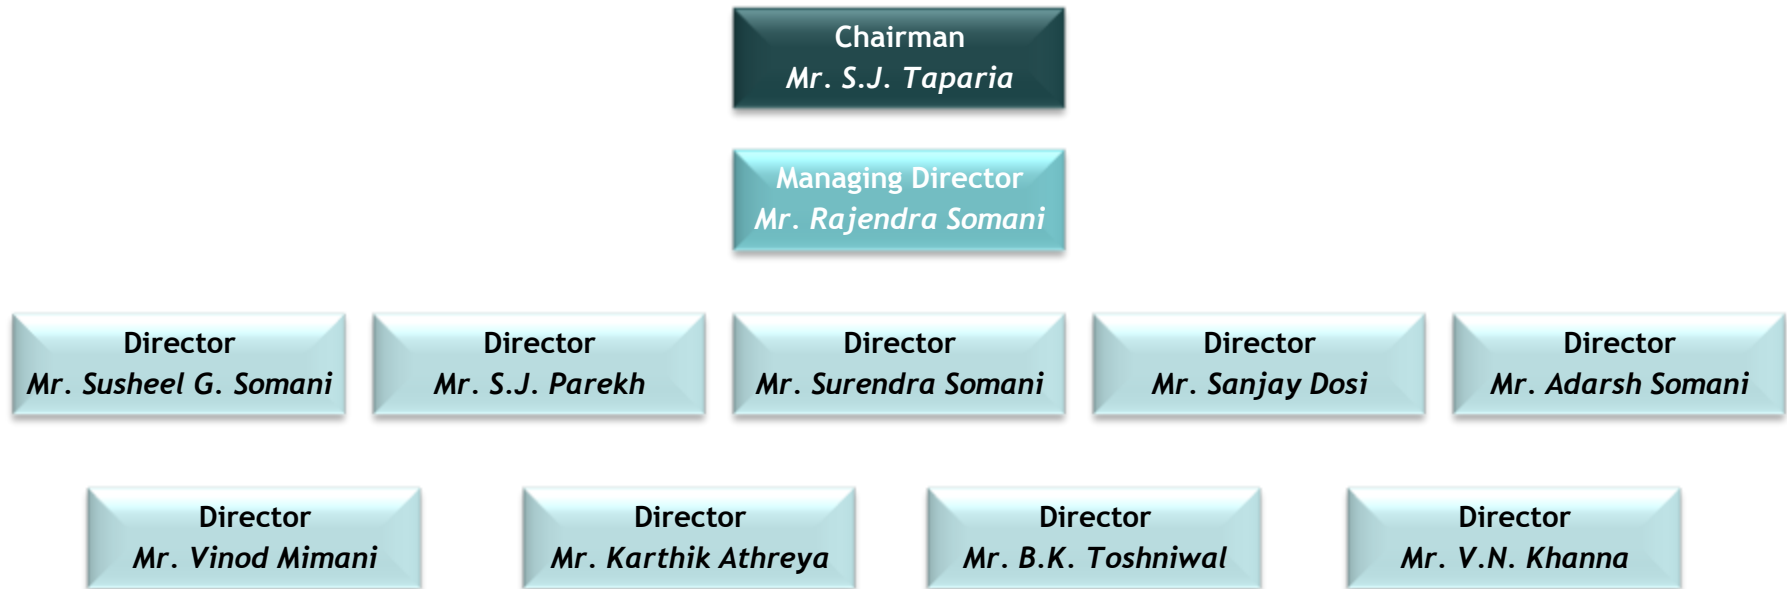 Chairman
Mr. S.J. Taparia
Managing Director
Mr. Rajendra Somani
Director
Mr. Susheel G. Somani
Director
Mr. S.J. Parekh
Director
Mr. Surendra Somani
Director
Mr. Sanjay Dosi
Director
Mr. Adarsh Somani
Director
Mr. Vinod Mimani
Director
Mr. Karthik Athreya
Director
Mr. B.K. Toshniwal
Director
Mr. V.N. Khanna